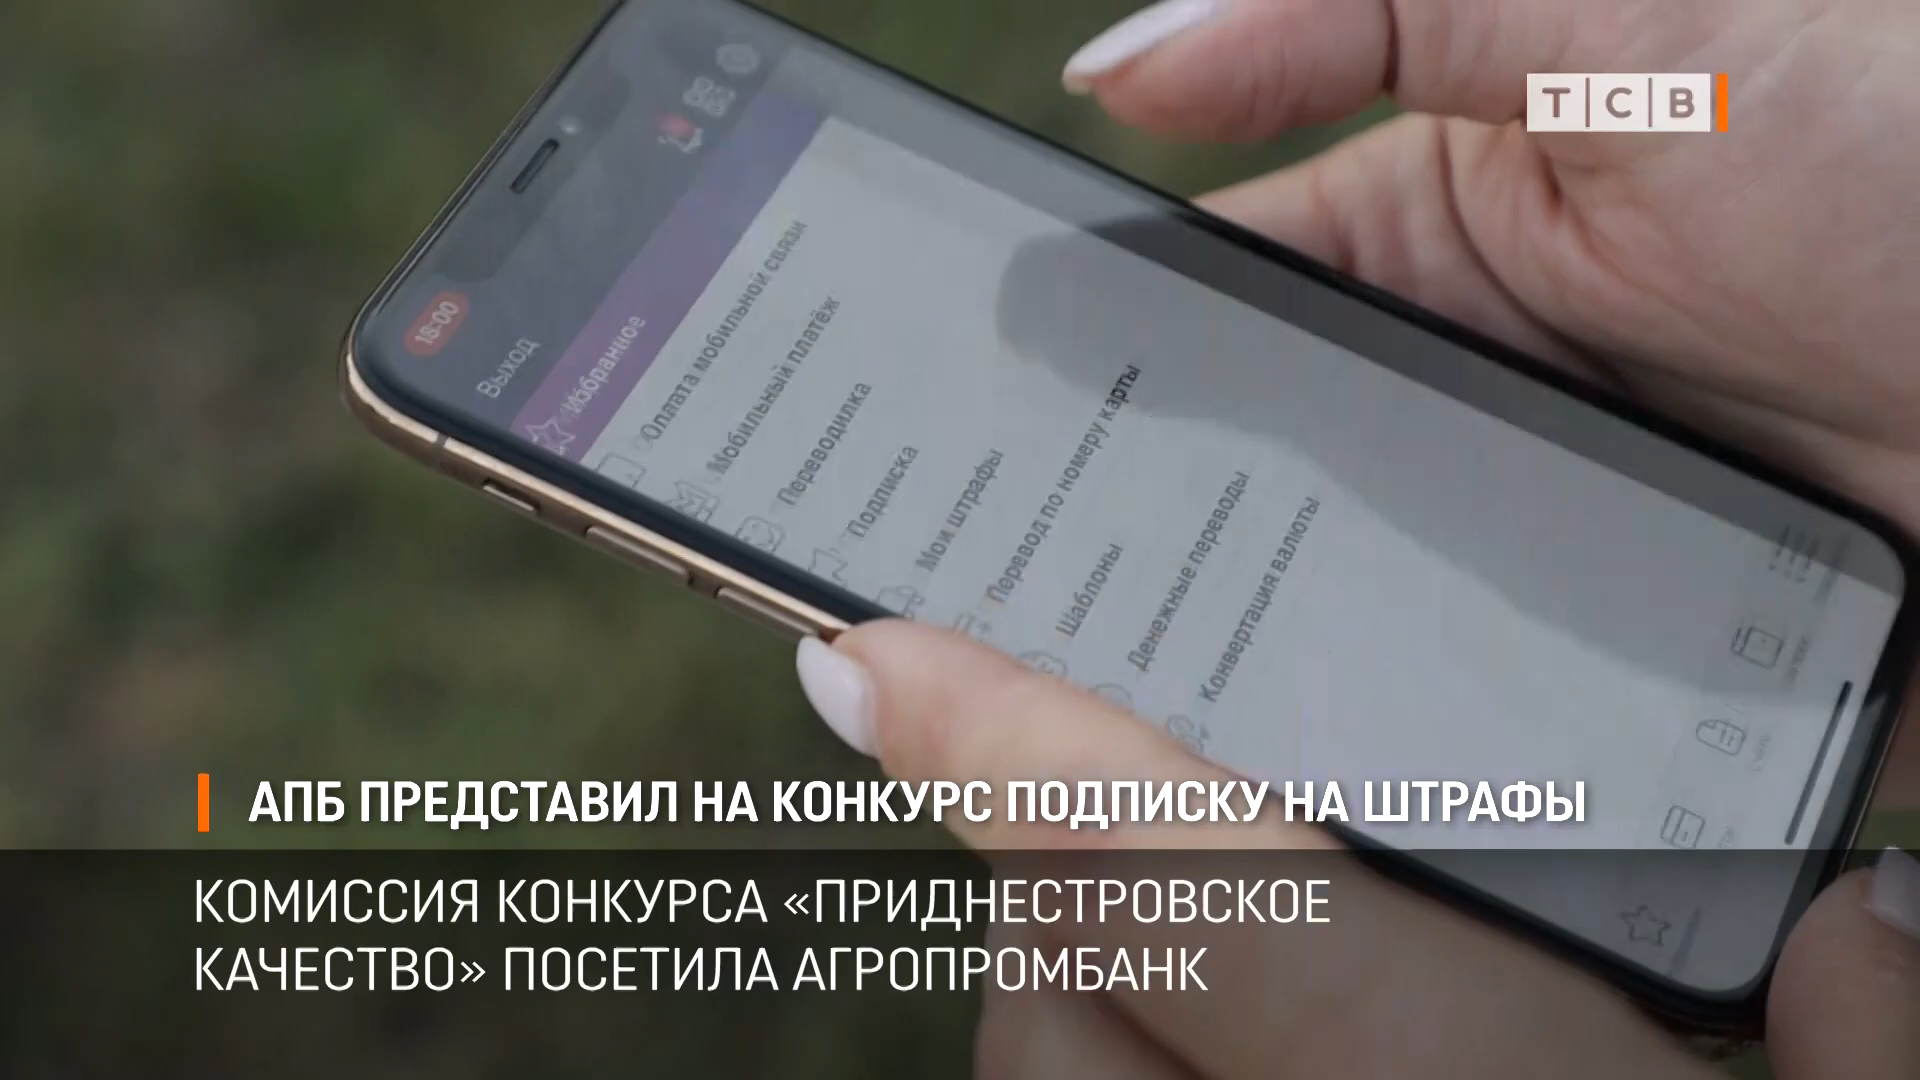 ТСВ
18:00
Выход
Избранное
Оплата мобильной связи
Мобильный платёж
Переводилка
Подписка
Мои штрафы
Перевод по номеру карты
Шаблоны
Денежные переводы
Конвертация валюты
АПБ ПРЕДСТАВИЛ НА КОНКУРС ПОДПИСКУ НА ШТРАФЫ
КОМИССИЯ КОНКУРСА «ПРИДНЕСТРОВСКОЕ
КАЧЕСТВО» ПОСЕТИЛА АГРОПРОМБАНК